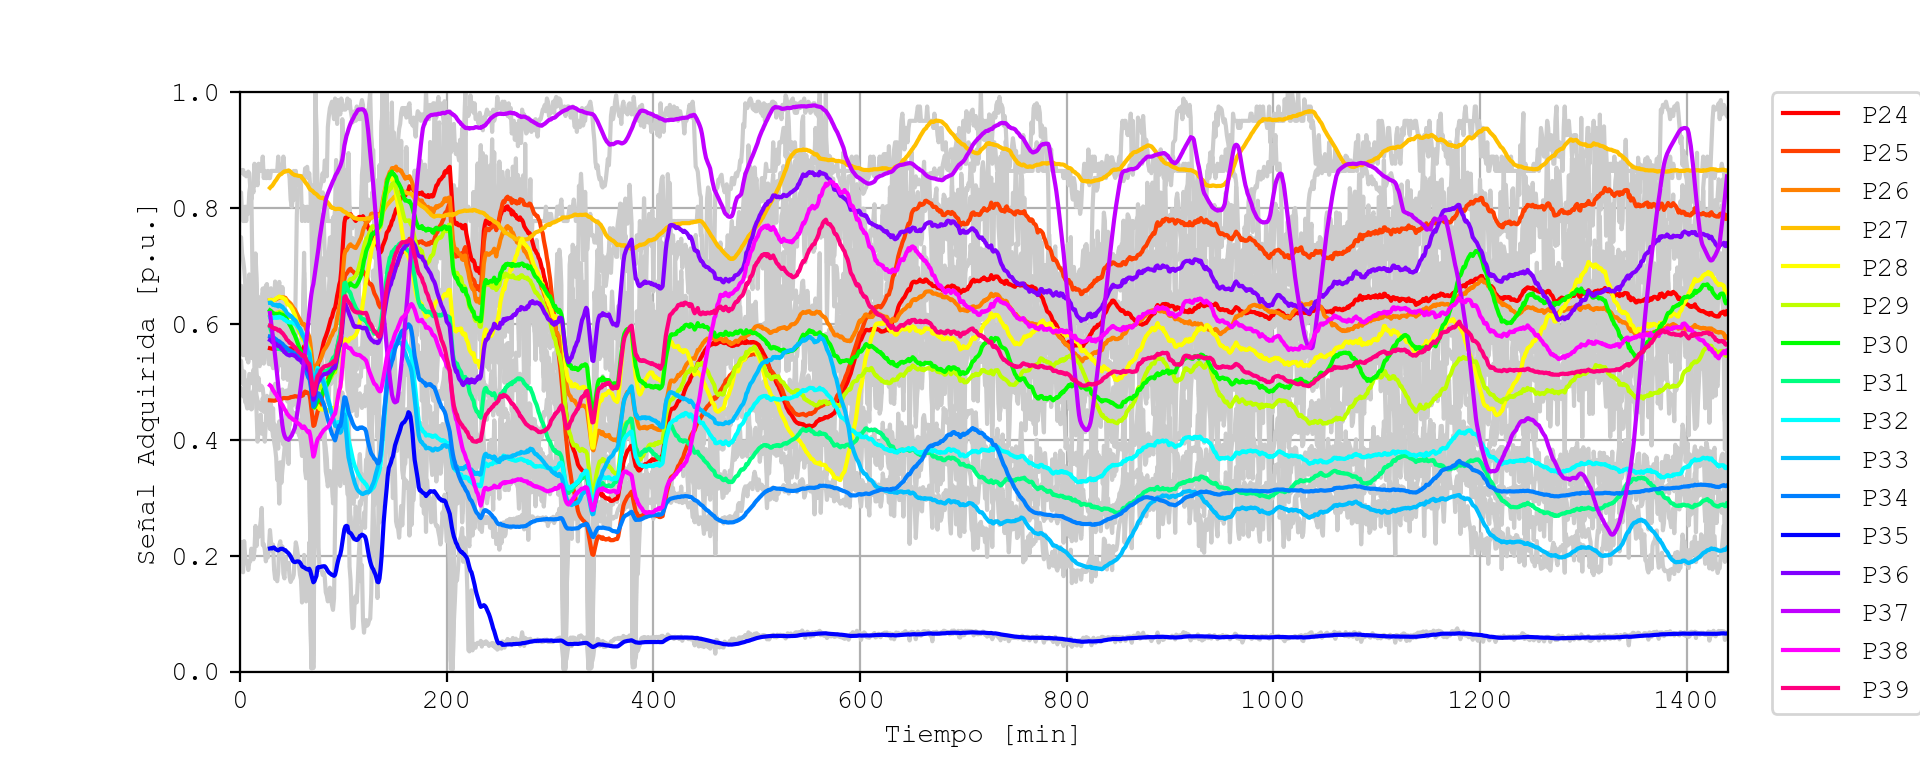 Señal Adquirida [p.u.]
1.0
0.8
0.6
0.4
0.2
0.0
0 200 400 600 800 1000 1200 1400
Tiempo [min]
P24
P25
P26
P27
P28
P29
P30
P31
P32
P33
P34
P35
P36
P37
P38
P39